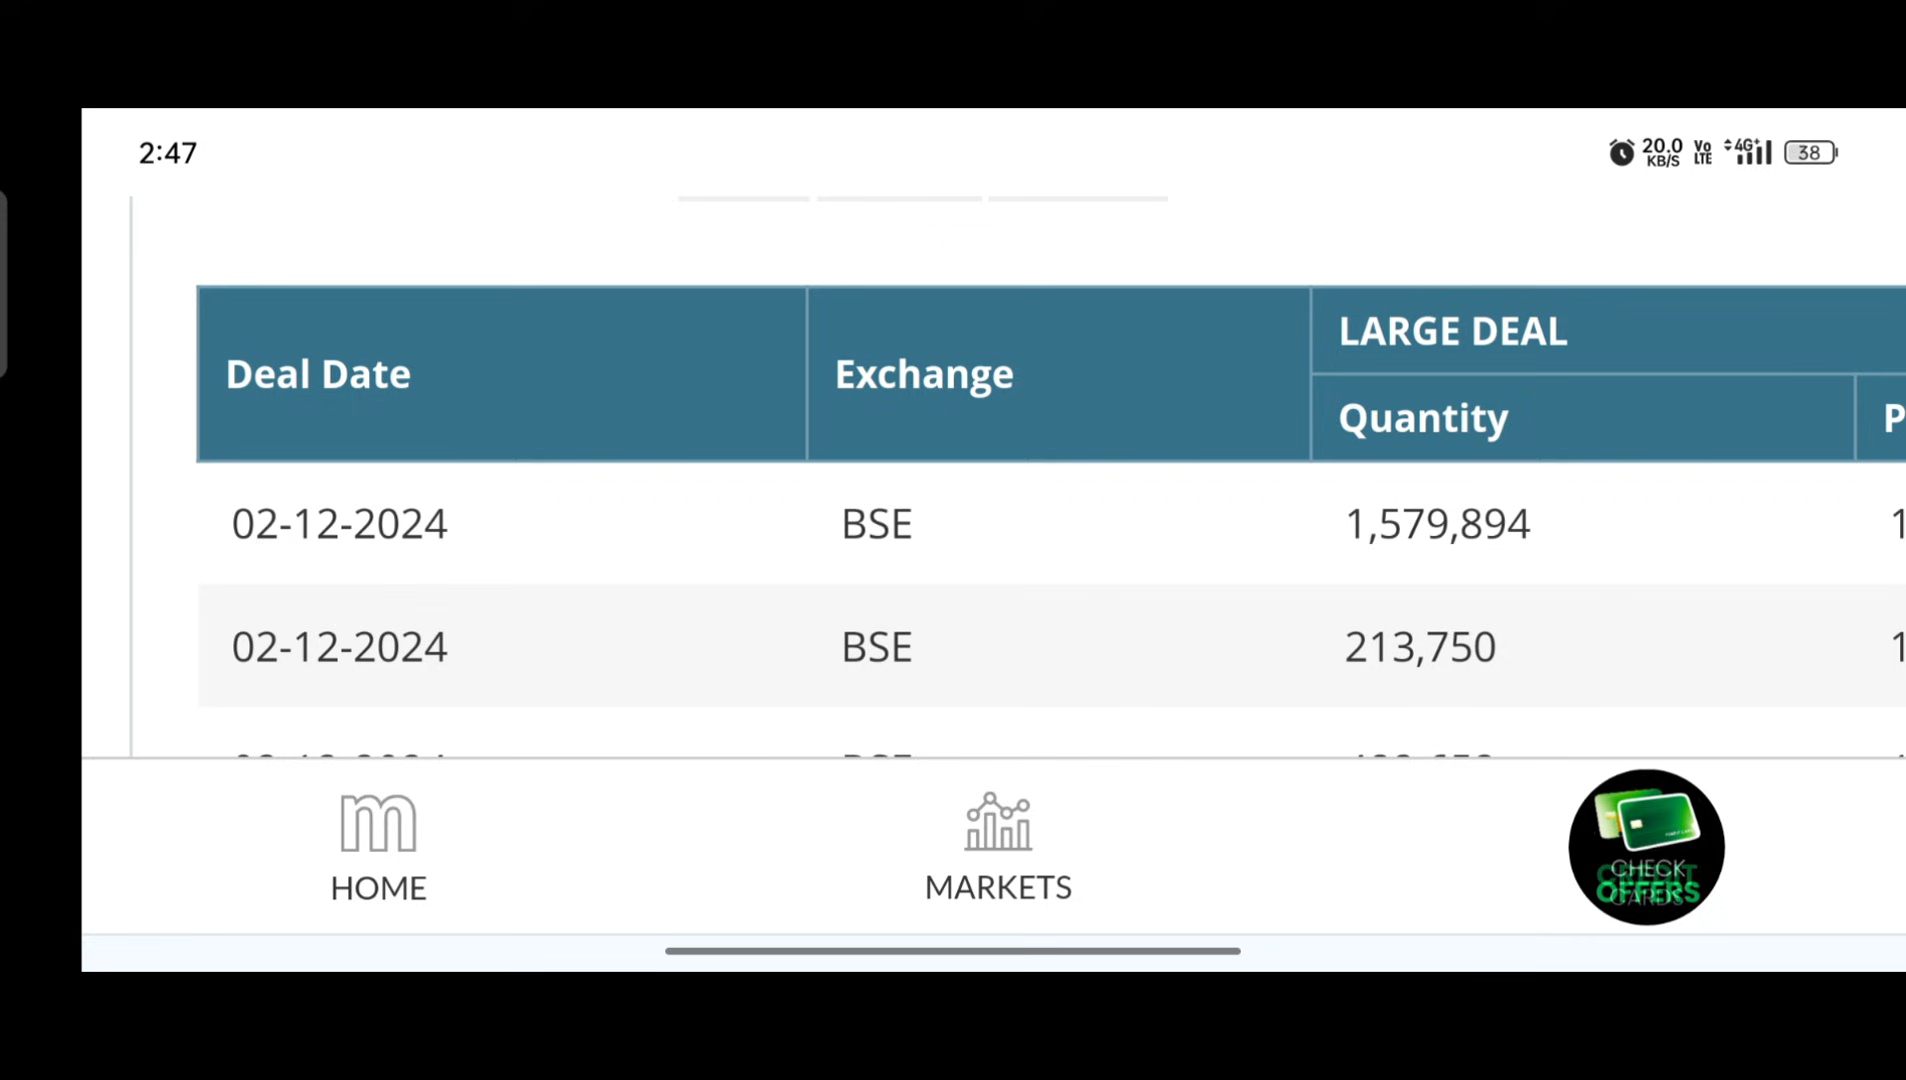 2:47
20.0 KB/S Vo LTE 4G+ 38
Deal Date Exchange LARGE DEAL
Quantity P
02-12-2024 BSE 1,579,894 1
02-12-2024 BSE 213,750 1
m
HOME MARKETS
CHECK
OFFERS
CARDS